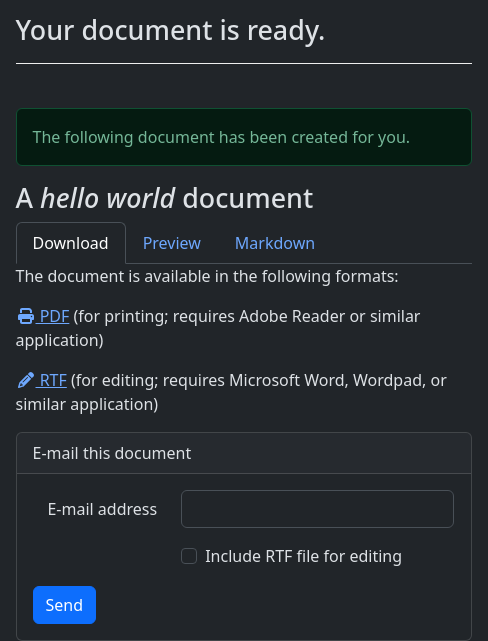 Your document is ready.
The following document has been created for you.
A hello world document
Download Preview Markdown
The document is available in the following formats:
PDF (for printing; requires Adobe Reader or similar
application)
RTF (for editing; requires Microsoft Word, Wordpad, or
similar application)
E-mail this document
E-mail address
Include RTF file for editing
Send